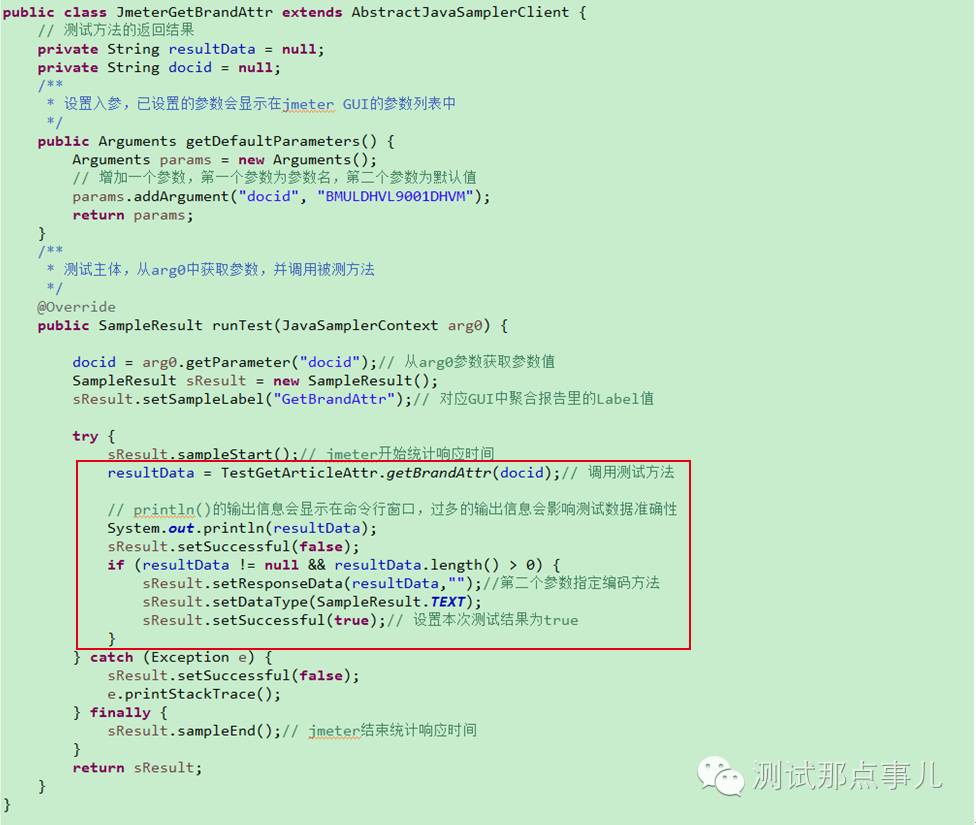 public class JmeterGetBrandAttr extends AbstractJavaSamplerClient {
    // 测试方法的返回结果
    private String resultData = null;
    private String docid = null;
    /**
     * 设置入参，已设置的参数会显示在jmeter GUI的参数列表中
     */
    public Arguments getDefaultParameters() {
        Arguments params = new Arguments();
        // 增加一个参数，第一个参数为参数名，第二个参数为默认值
        params.addArgument("docid", "BMULDHVL9001DHVM");
        return params;
    }
    /**
     * 测试主体，从arg0中获取参数，并调用被测方法
     */
    @Override
    public SampleResult runTest(JavaSamplerContext arg0) {
        docid = arg0.getParameter("docid");// 从arg0参数获取参数值
        SampleResult sResult = new SampleResult();
        sResult.setSampleLabel("GetBrandAttr");// 对应GUI中聚合报告里的Label值
        try {
            sResult.sampleStart();// jmeter开始统计响应时间
            resultData = TestGetArticleAttr.getBrandAttr(docid);// 调用测试方法
            // println()的输出信息会显示在命令行窗口，过多的输出信息会影响测试数据准确性
            System.out.println(resultData);
            sResult.setSuccessful(false);
            if (resultData != null && resultData.length() > 0) {
                sResult.setResponseData(resultData,"");//第二个参数指定编码方法
                sResult.setDataType(SampleResult.TEXT);
                sResult.setSuccessful(true);// 设置本次测试结果为true
            }
        } catch (Exception e) {
            sResult.setSuccessful(false);
            e.printStackTrace();
        } finally {
            sResult.sampleEnd();// jmeter结束统计响应时间
        }
        return sResult;
    }
}
测试那点事儿